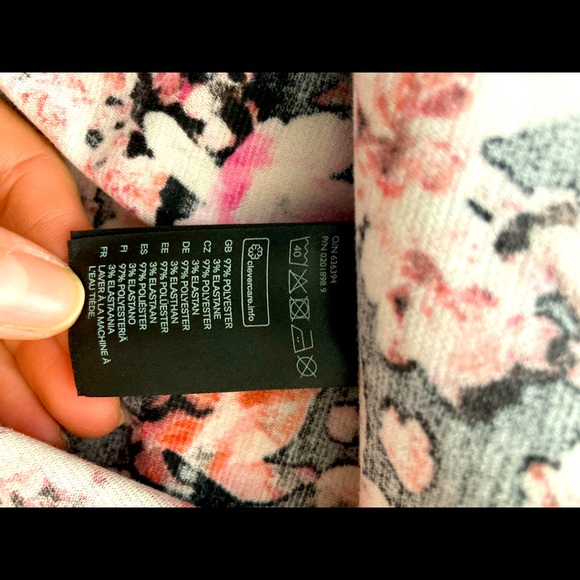 O/N 636394
P/N 0201898 9
40
clevercare.info
GB 97% POLYESTER
3% ELASTANE
CZ 97% POLYESTER
3% ELASTAN
DE 97% POLYESTER
3% ELASTHAN
EE 97% POLÜESTER
3% ELASTAAN
ES 97% POLIÉSTER
3% ELASTANO
FI 97% POLYESTERIÄ
3% ELASTAANIA
FR LAVER À LA MACHINE À
L'EAU TIÈDE.